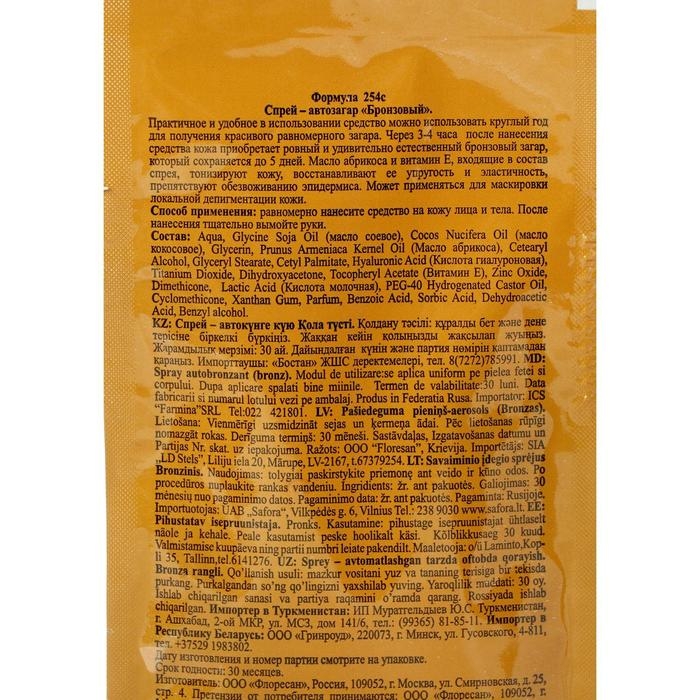 Формула 254с
Спрей – автозагар «Бронзовый».
Практичное и удобное в использовании средство можно использовать круглый год
для получения красивого равномерного загара. Через 3-4 часа после нанесения
средства кожа приобретает ровный и удивительно естественный бронзовый загар,
который сохраняется до 5 дней. Масло абрикоса и витамин Е, входящие в состав
спрея, тонизируют кожу, восстанавливают ее упругость и эластичность,
препятствуют обезвоживанию эпидермиса. Может применяться для маскировки
локальной депигментации кожи.
Способ применения: равномерно нанесите средство на кожу лица и тела. После
нанесения тщательно вымойте руки.
Состав: Aqua, Glycine Soja Oil (масло соевое), Cocos Nucifera Oil (масло
кокосовое), Glycerin, Prunus Armeniaca Kernel Oil (Масло абрикоса), Cetearyl
Alcohol, Glyceryl Stearate, Cetyl Palmitate, Hyaluronic Acid (Кислота гиалуроновая),
Titanium Dioxide, Dihydroxyacetone, Tocopheryl Acetate (Витамин Е), Zinc Oxide,
Dimethicone, Lactic Acid (Кислота молочная), PEG-40 Hydrogenated Castor Oil,
Cyclomethicone, Xanthan Gum, Parfum, Benzoic Acid, Sorbic Acid, Dehydroacetic
Acid, Benzyl alcohol.
KZ: Спрей – автокүнге күю Қола түсті. Қолдану тәсілі: құралды бет және дене
терісіне біркелкі бүркіңіз. Жаққан кейін қолыңызды жақсылап жуыңыз.
Жарамдылық мерзімі: 30 ай. Дайындалған күнін және партия нөмірін қаптамадан
қараңыз. Импорттаушы: «Бостан» ЖШС деректемелері, тел. 8(7272)785991. MD:
Spray autobronzant (bronz). Modul de utilizare:se aplica uniform pe pielea fetei si
corpului. Dupa aplicare spalati bine miinile. Termen de valabilitate:30 luni. Data
fabricarii si numarul lotului vezi pe ambalaj. Produs in Federatia Rusa. Importator: ICS
"Farmina"SRL Tel:022 421801. LV: Pašiedeguma pieniņš-aerosols (Bronzas).
Lietošana: Vienmērīgi uzsmidzināt sejas un ķermeņa ādai. Pēc lietošanas rūpīgi
nomazgāt rokas. Derīguma termiņš: 30 mēneši. Sastāvdaļas, Izgatavošanas datumu un
Partijas Nr. skat. uz iepakojuma. Ražots: OOO "Floresan", Krievija. Importētājs: SIA
„LD Stels", Liliju iela 20, Mārupe, LV-2167, t.67379254. LT: Savaiminio įdegio sprėjus
Bronzinis. Naudojimas: tolygiai paskirstykite priemonę ant veido ir kūno odos. Po
procedūros nuplaukite rankas vandeniu. Ingridients: žr. ant pakuotės. Galiojimas: 30
mėnesių nuo pagaminimo datos. Pagaminimo data: žr. ant pakuotės. Pagaminta: Rusijoje.
Importuotojas: UAB „Safora", Vilkpėdės g. 6, Vilnius Tel.: 238 9030 www.safora.lt. EE:
Pihustatav isepruunistaja. Pronks. Kasutamine: pihustage isepruunistajat ühtlaselt
näole ja kehale. Peale kasutamist peske hoolikalt käsi. Kõlblikkusaeg 30 kuud.
Valmistamise kuupäeva ning partii numbri leiate pakendilt. Maaletooja: o/ü Laminto,Kop-
li 35, Tallinn,tel.6141276. UZ: Sprey – avtomatlashgan tarzda oftobda qorayish.
Bronza rangli. Qo'llanish usuli: mazkur vositani yuz va tananing terisiga bir tekisda
purkang. Purkalgandan so'ng qo'lingizni yaxshilab yuving. Yaroqlilik muddati: 30 oy.
Ishlab chiqarilgan sanasi va partiya raqamini o'ramda qarang. Rossiyada ishlab
chiqarilgan. Импортер в Туркменистан: ИП Муратгельдыев Ю.С. Туркменистан,
г. Ашхабад, 2-ой МКР, ул. МСЗ, дом 141/6, тел.: (99365) 81-85-11. Импортер в
Республику Беларусь: ООО «Гринроуд», 220073, г. Минск, ул. Гусовского, 4-811,
тел. +37529 1983802.
Дату изготовления и номер партии смотрите на упаковке.
Срок годности: 30 месяцев.
Изготовитель: ООО «Флоресан», Россия, 109052, г. Москва, ул. Смирновская, д. 25,
стр. 4. Претензии от потребителя принимаются: ООО «Флоресан», 109052, г.